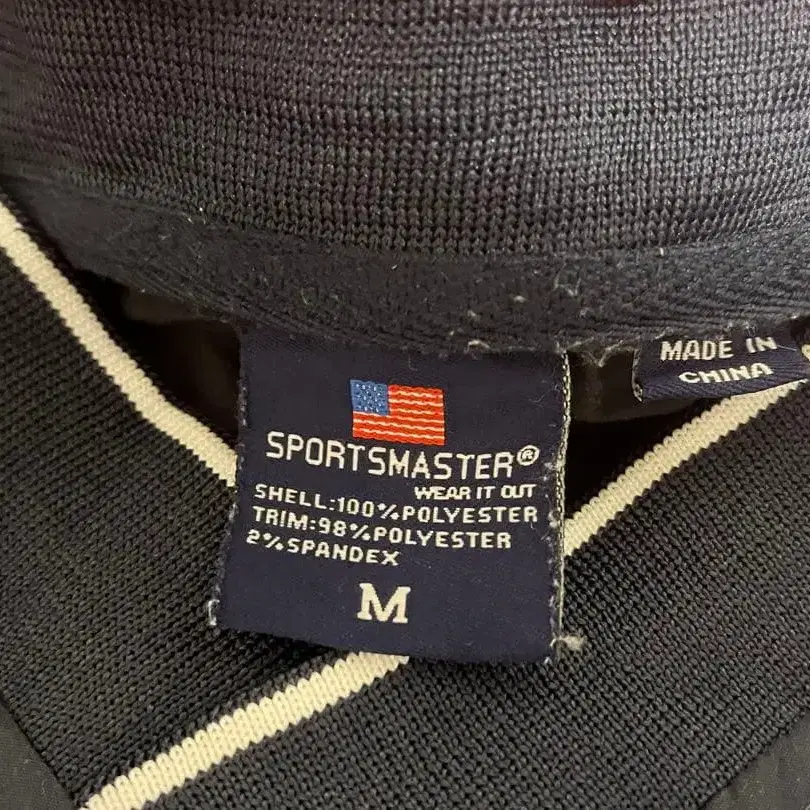 MADE IN
CHINA
SPORTSMASTER®
WEAR IT OUT
SHELL:100%POLYESTER
TRIM:98%POLYESTER
2%SPANDEX
M